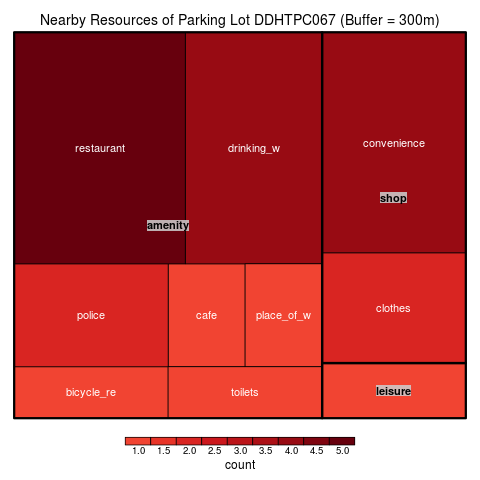 Nearby Resources of Parking Lot DDHTPC067 (Buffer = 300m)
restaurant
drinking_w
convenience
shop
amenity
police
cafe
place_of_w
clothes
bicycle_re
toilets
leisure
1.0 1.5 2.0 2.5 3.0 3.5 4.0 4.5 5.0
count